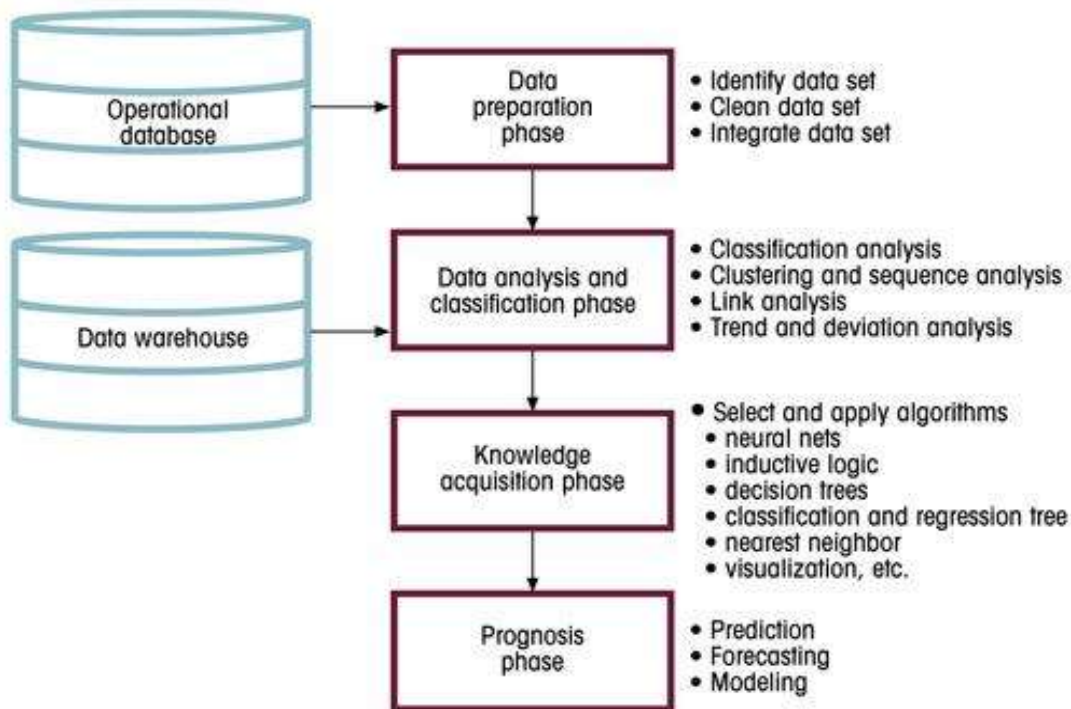 Operational
database
Data
preparation
phase
• Identify data set
• Clean data set
• Integrate data set
Data warehouse
Data analysis and
classification phase
• Classification analysis
• Clustering and sequence analysis
• Link analysis
• Trend and deviation analysis
Knowledge
acquisition phase
• Select and apply algorithms
• neural nets
• inductive logic
• decision trees
• classification and regression tree
• nearest neighbor
• visualization, etc.
Prognosis
phase
• Prediction
• Forecasting
• Modeling